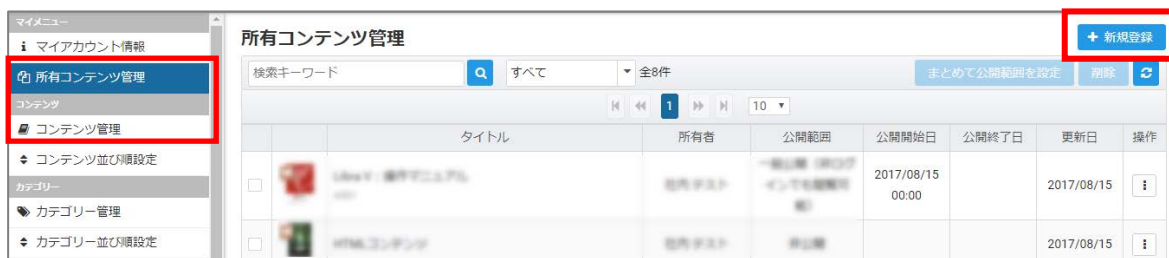 マイメニュー
マイアカウント情報
所有コンテンツ管理
コンテンツ
コンテンツ管理
コンテンツ並び順設定
カテゴリー
カテゴリー管理
カテゴリー並び順設定
所有コンテンツ管理
+ 新規登録
検索キーワード すべて 全8件 まとめて公開範囲を設定 削除
1 10
タイトル 所有者 公開範囲 公開開始日 公開終了日 更新日 操作
2017/08/15
00:00
2017/08/15
2017/08/15